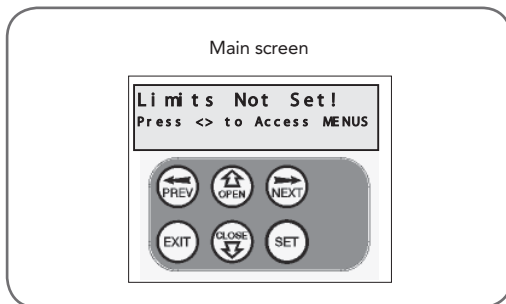 Main screen
Limits Not Set!
Press <> to Access MENUS
PREV OPEN NEXT
EXIT CLOSE SET